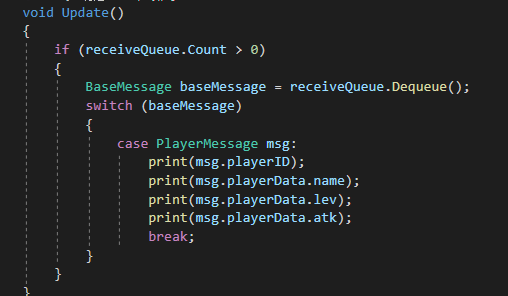 void Update()
{
if (receiveQueue.Count > 0)
{
BaseMessage baseMessage = receiveQueue.Dequeue();
switch (baseMessage)
{
case PlayerMessage msg:
print(msg.playerID);
print(msg.playerData.name);
print(msg.playerData.lev);
print(msg.playerData.atk);
break;
}
}
}